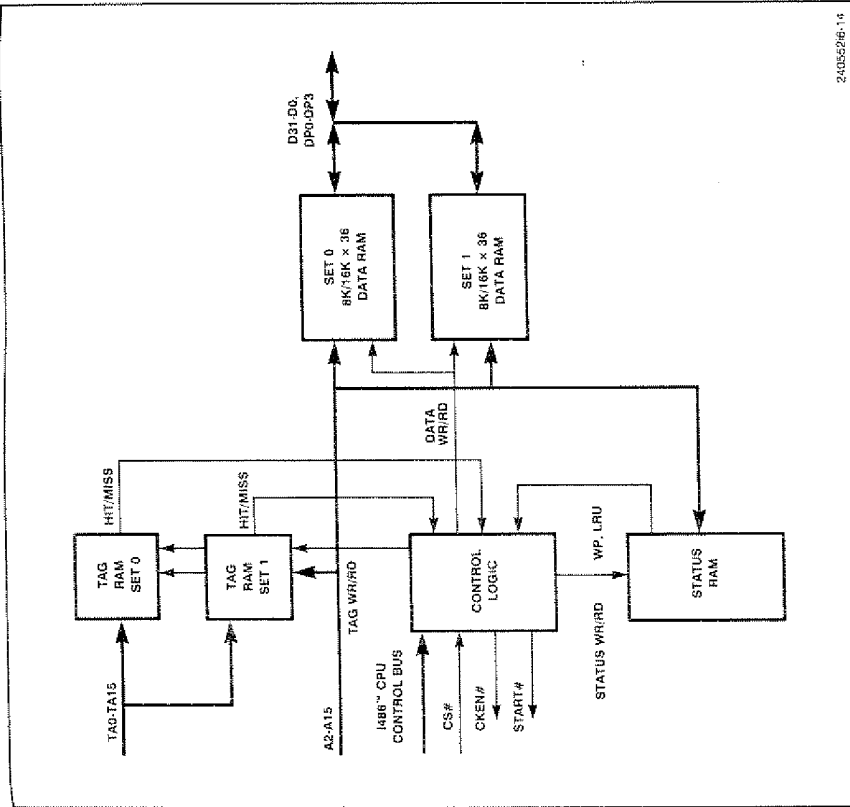 TA0-TA15
TAG
RAM
SET 0
HIT/MISS
TAG
RAM
SET 1
HIT/MISS
A2-A15
TAG WR/RD
i486™ CPU
CONTROL BUS
CS#
CKEN#
START#
CONTROL
LOGIC
DATA
WR/RD
STATUS WR/RD
WP, LRU
STATUS
RAM
SET 0
8K/16K × 36
DATA RAM
SET 1
8K/16K × 36
DATA RAM
D31-D0,
DP0-DP3
240552i6-14